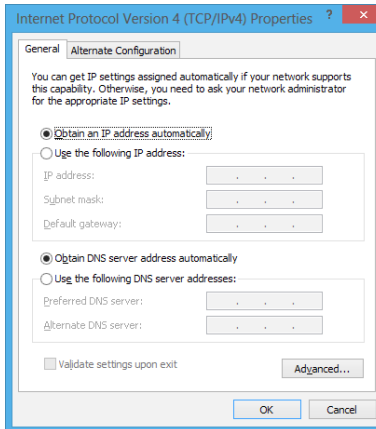 Internet Protocol Version 4 (TCP/IPv4) Properties
General Alternate Configuration
You can get IP settings assigned automatically if your network supports
this capability. Otherwise, you need to ask your network administrator
for the appropriate IP settings.
Obtain an IP address automatically
Use the following IP address:
IP address:
Subnet mask:
Default gateway:
Obtain DNS server address automatically
Use the following DNS server addresses:
Preferred DNS server:
Alternate DNS server:
Validate settings upon exit
Advanced...
OK Cancel